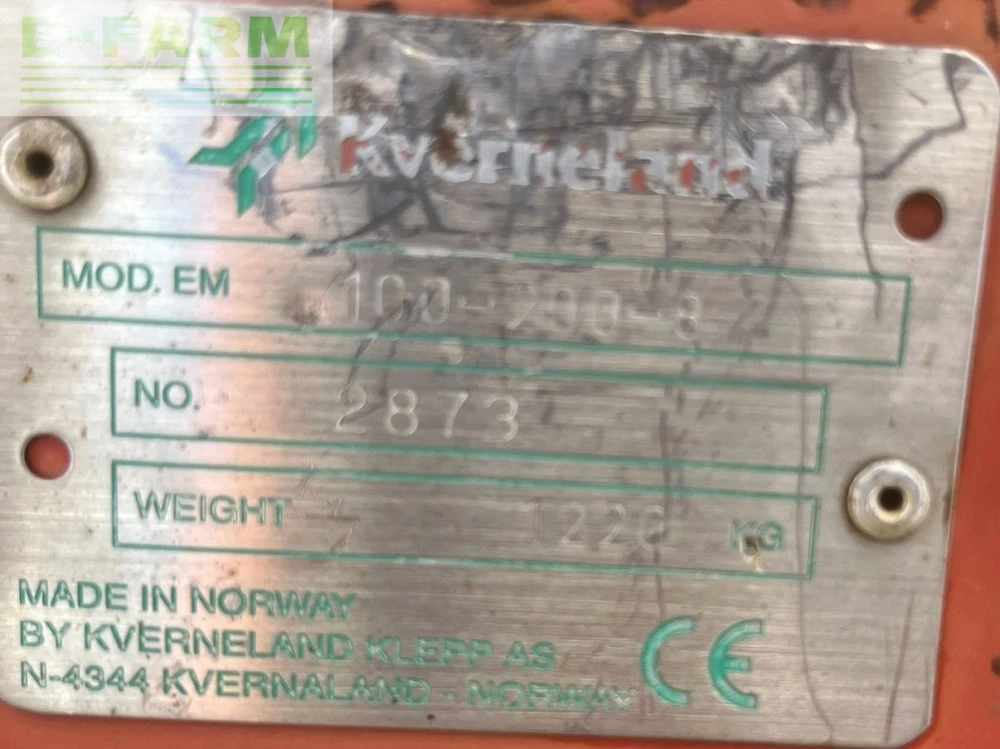 E-FARM
Kverneland
MOD. EM 100-200-8
NO. 2873
WEIGHT 1220 KG
MADE IN NORWAY
BY KVERNELAND KLEPP AS
N-4344 KVERNALAND - NORWAY CE